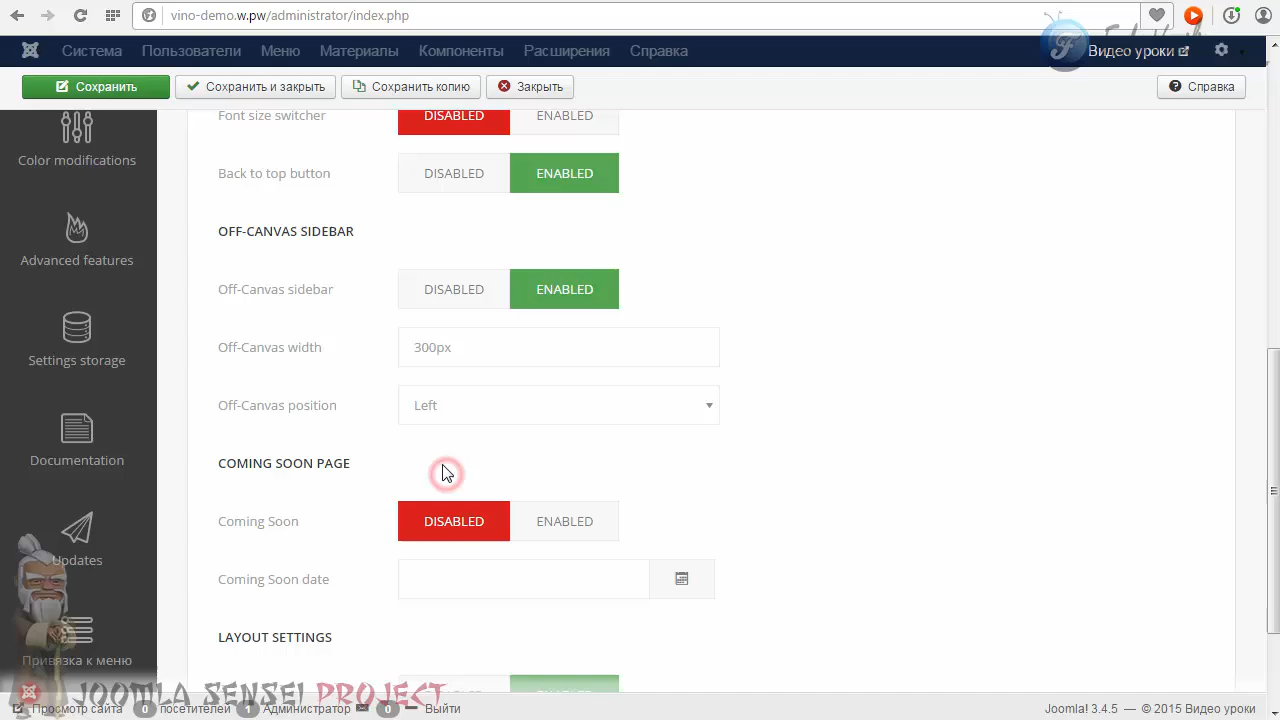 vino-demo.w.pw/administrator/index.php
Система Пользователи Меню Материалы Компоненты Расширения Справка Видео уроки
Сохранить Сохранить и закрыть Сохранить копию Закрыть Справка
Font size switcher DISABLED ENABLED
Color modifications
Back to top button DISABLED ENABLED
OFF-CANVAS SIDEBAR
Advanced features
Off-Canvas sidebar DISABLED ENABLED
Off-Canvas width 300px
Settings storage
Off-Canvas position Left
Documentation
COMING SOON PAGE
Coming Soon DISABLED ENABLED
Updates
Coming Soon date
LAYOUT SETTINGS
Привязка к меню
JOOMLA SENSEI PROJECT
Просмотр сайта 0 посетителей 1 Администратор 0 Выйти Joomla! 3.4.5 — © 2015 Видео уроки